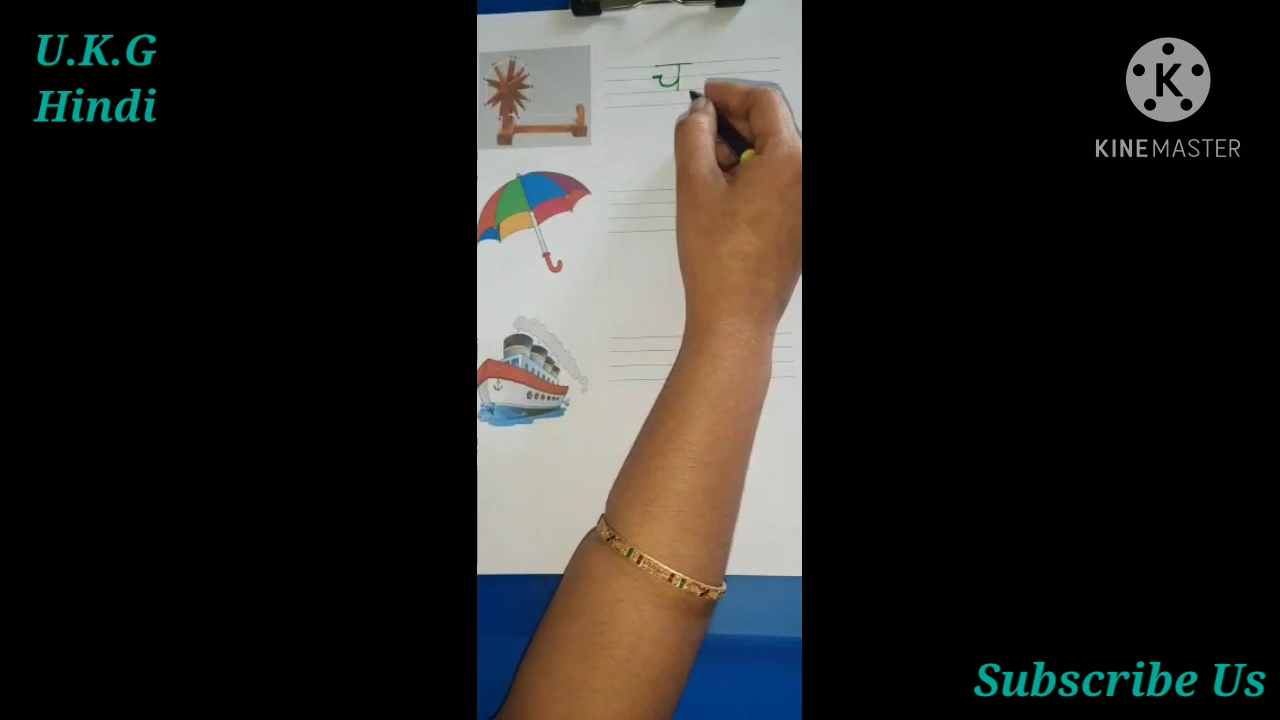 U.K.G
Hindi
K
KINEMASTER
च
Subscribe Us